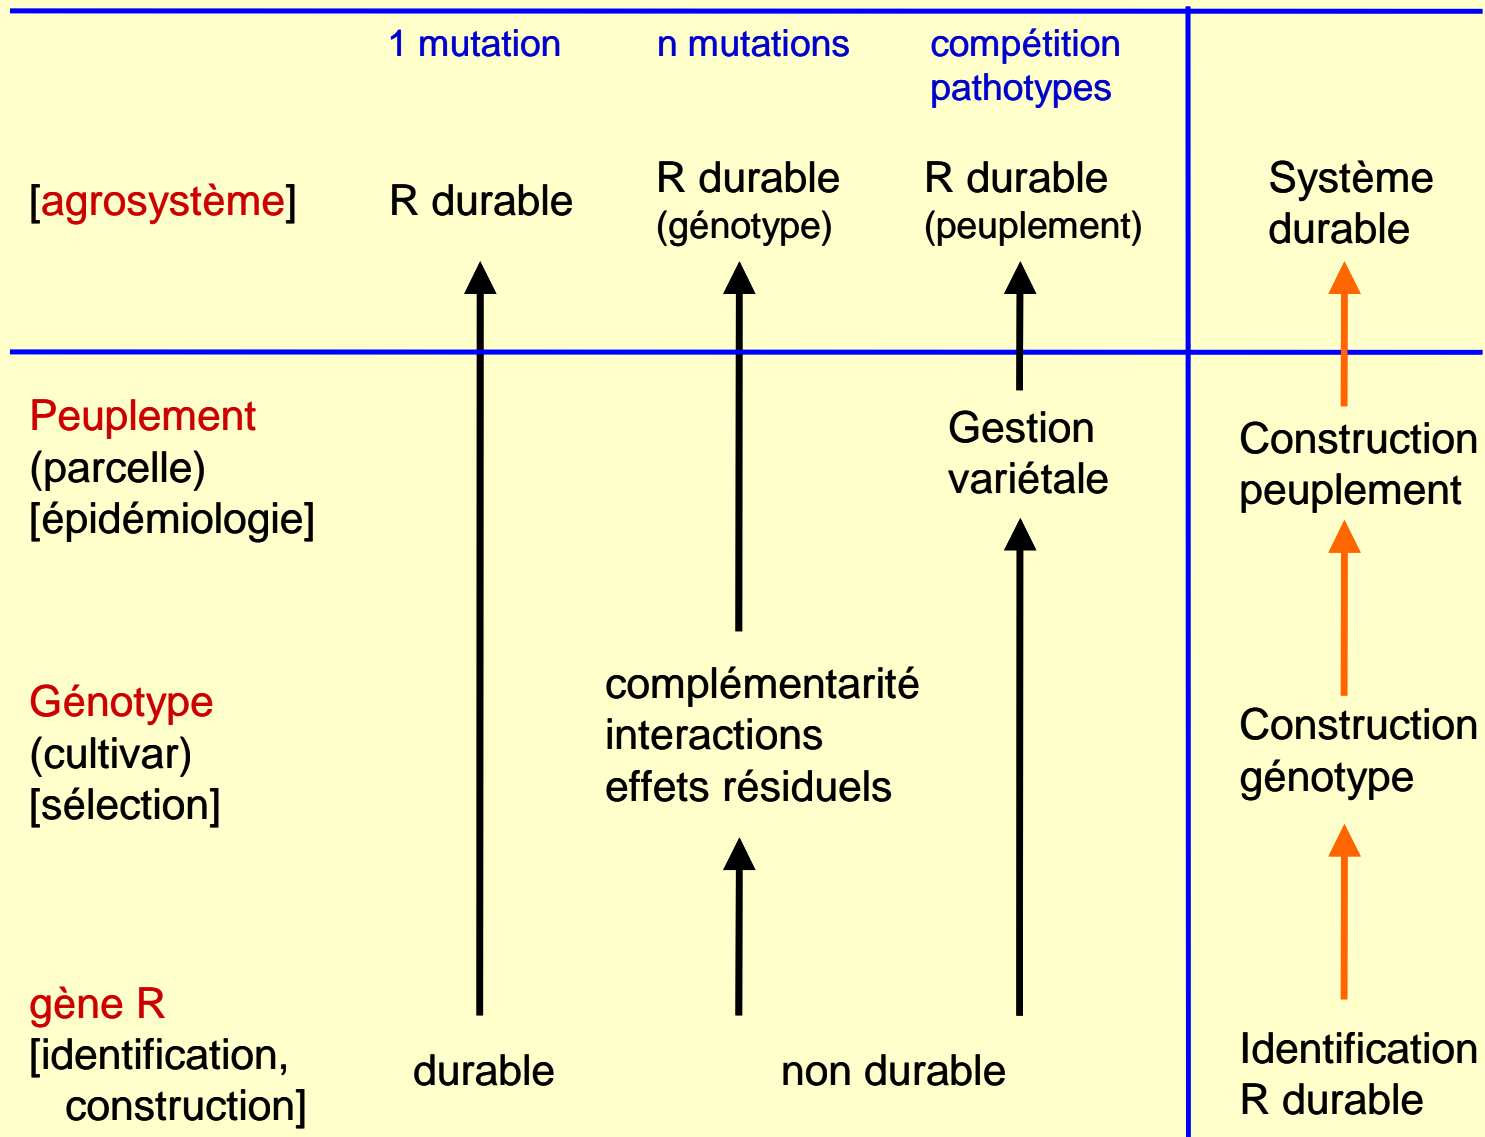 1 mutation
n mutations
compétition
pathotypes
[agrosystème]
R durable
R durable
(génotype)
R durable
(peuplement)
Système
durable
Peuplement
(parcelle)
[épidémiologie]
Gestion
variétale
Construction
peuplement
Génotype
(cultivar)
[sélection]
complémentarité
interactions
effets résiduels
Construction
génotype
gène R
[identification,
construction]
durable
non durable
Identification
R durable